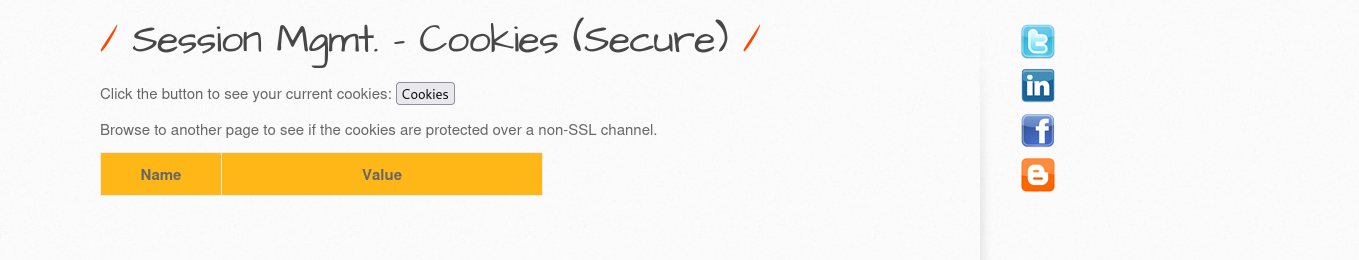 / Session Mgmt. - Cookies (Secure) /
Click the button to see your current cookies: Cookies
Browse to another page to see if the cookies are protected over a non-SSL channel.
Name Value
in
f